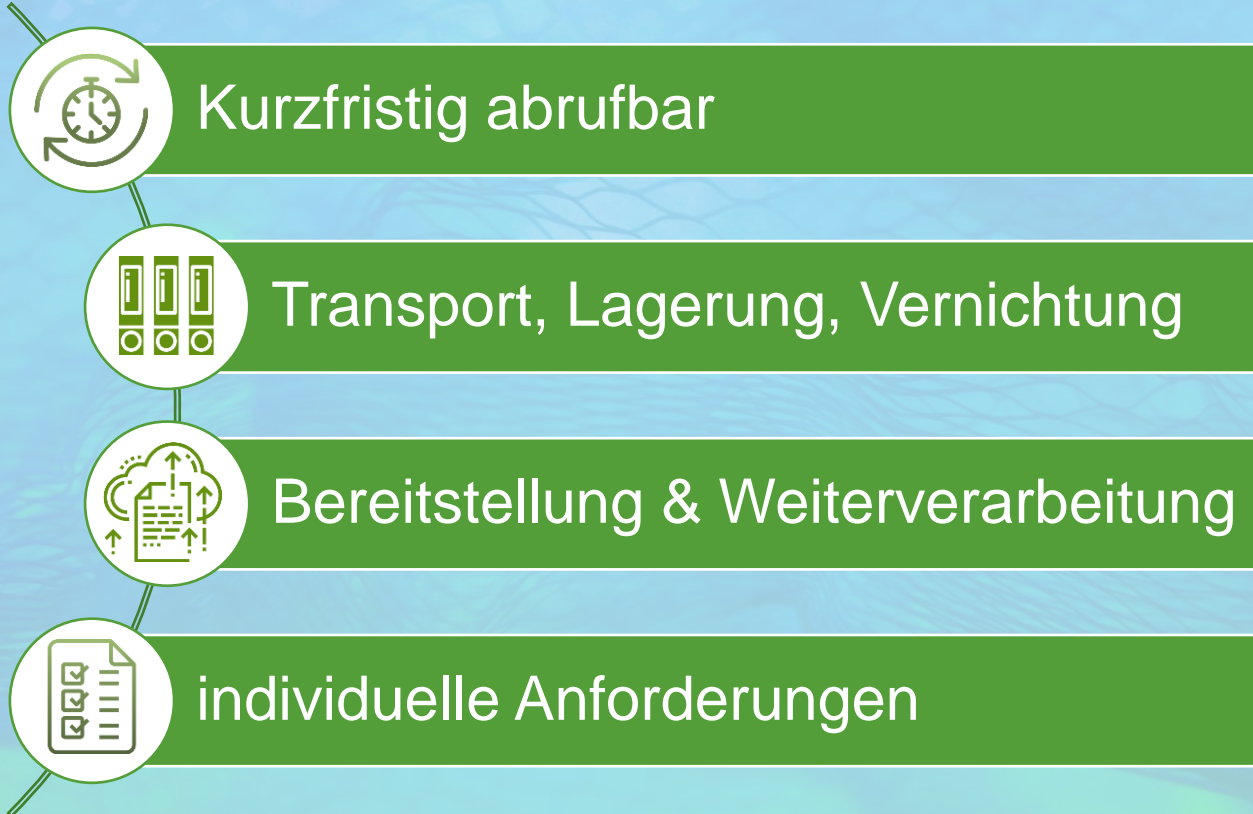 Kurzfristig abrufbar
Transport, Lagerung, Vernichtung
Bereitstellung & Weiterverarbeitung
individuelle Anforderungen